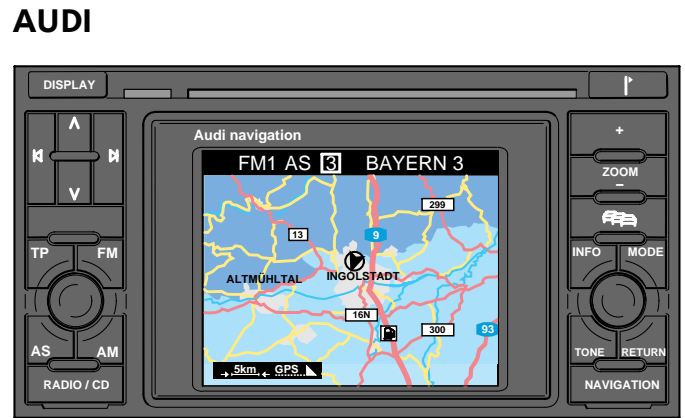 AUDI
DISPLAY
Audi navigation
FM1 AS 3 BAYERN 3
+
ZOOM
−
299
13
9
ALTMÜHLTAL
INGOLSTADT
16N
300
93
5km
GPS
TP
FM
INFO
MODE
AS
AM
TONE
RETURN
RADIO / CD
NAVIGATION